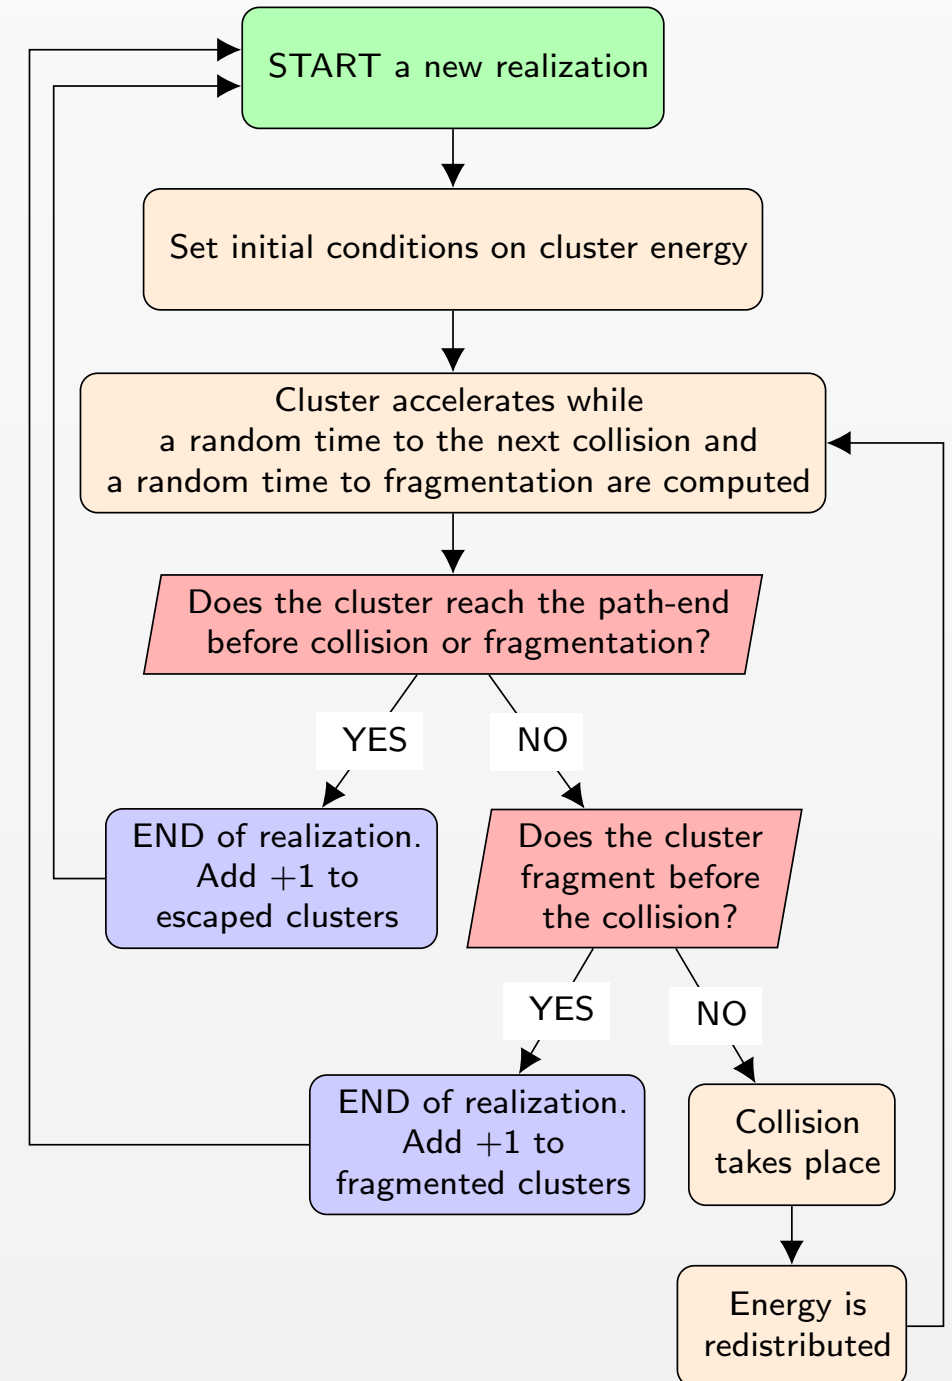 START a new realization
Set initial conditions on cluster energy
Cluster accelerates while
a random time to the next collision and
a random time to fragmentation are computed
Does the cluster reach the path-end
before collision or fragmentation?
YES
NO
END of realization.
Add +1 to
escaped clusters
Does the cluster
fragment before
the collision?
YES
NO
END of realization.
Add +1 to
fragmented clusters
Collision
takes place
Energy is
redistributed